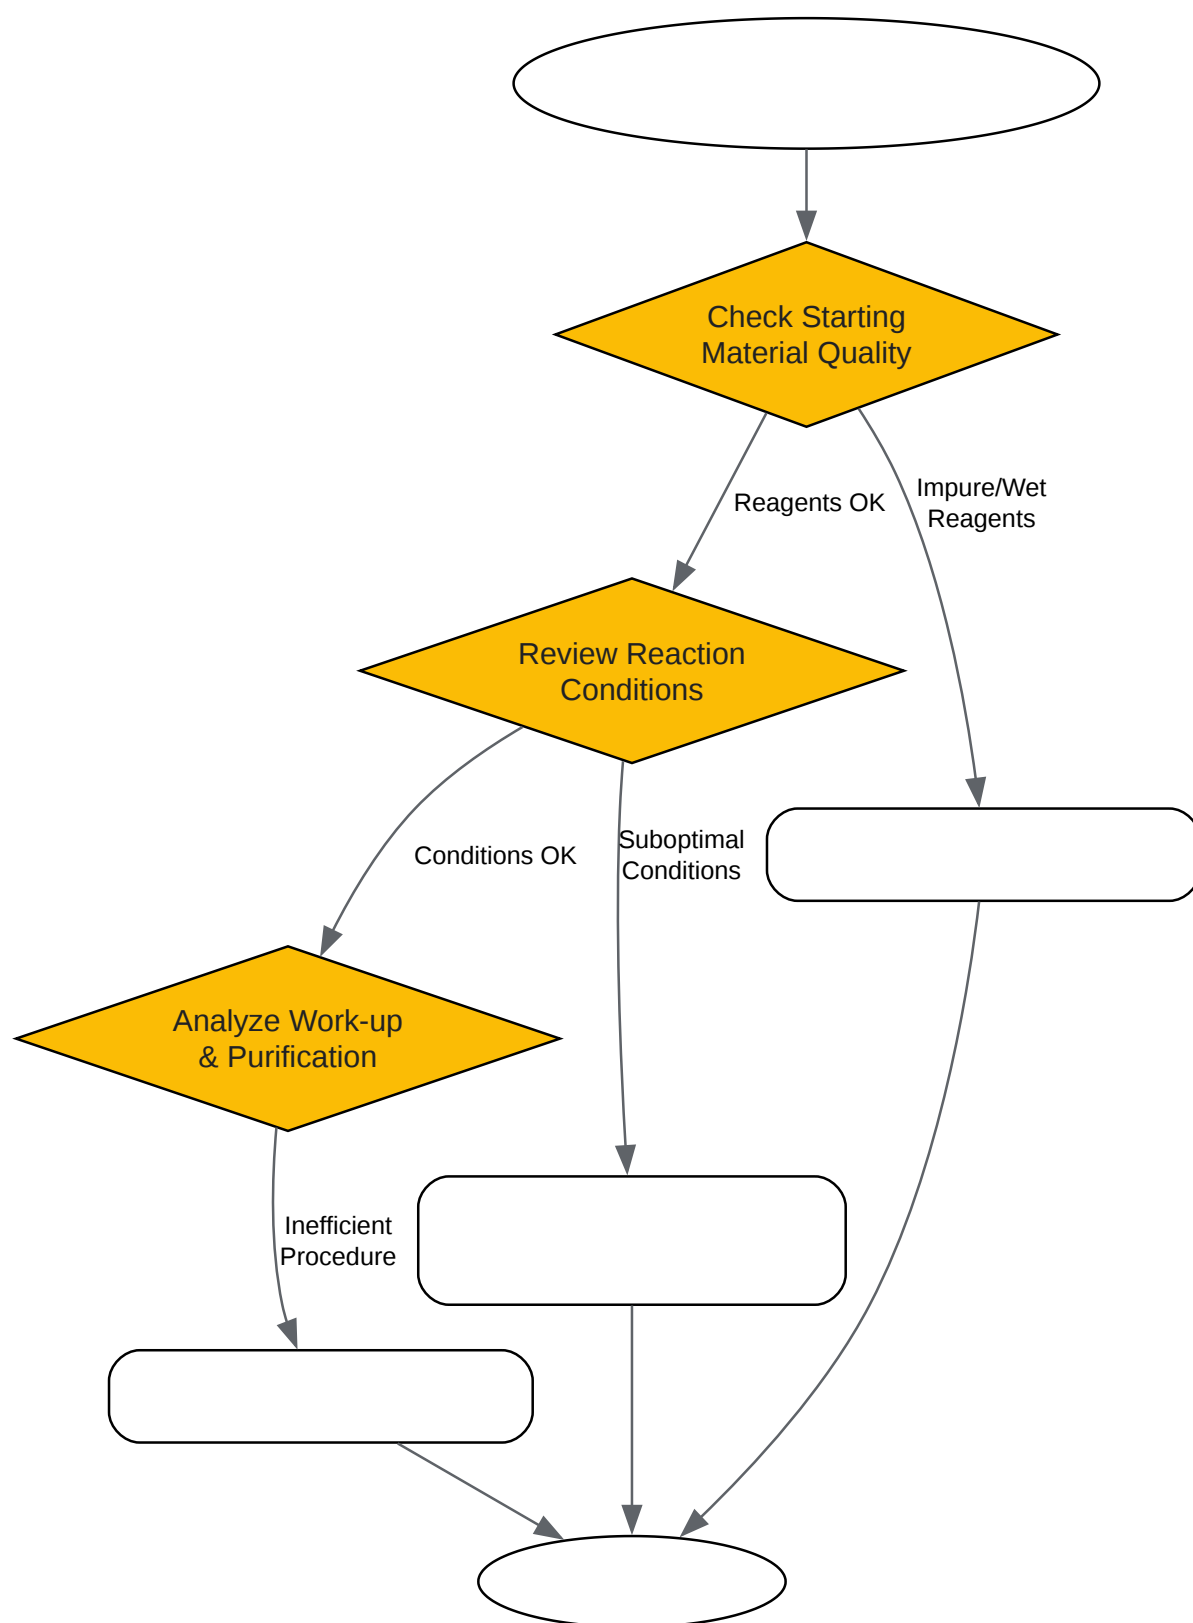 Check Starting
Material Quality
Reagents OK
Impure/Wet
Reagents
Review Reaction
Conditions
Conditions OK
Suboptimal
Conditions
Analyze Work-up
& Purification
Inefficient
Procedure